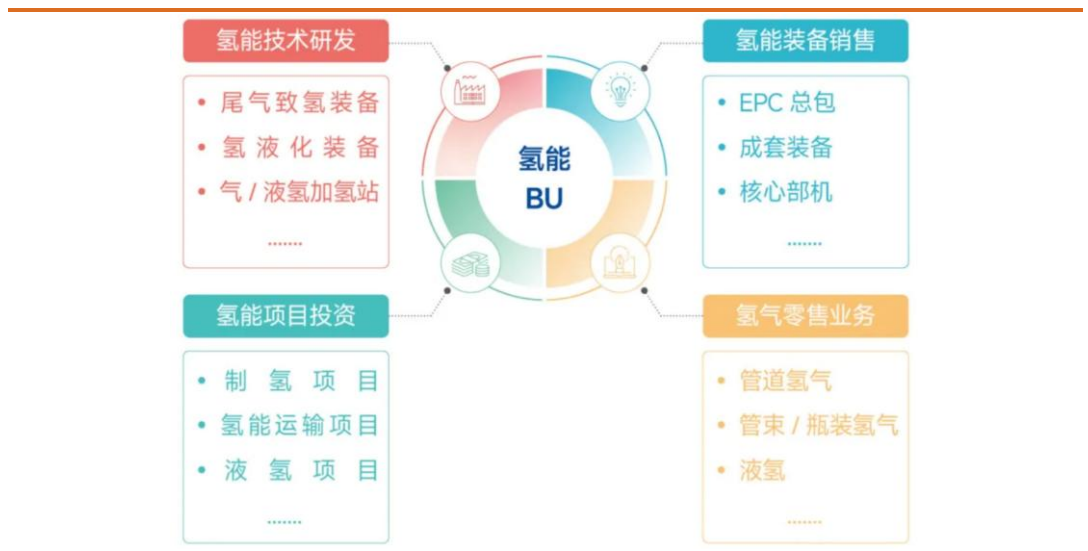 氢能技术研发
• 尾气致氢装备
• 氢液化装备
• 气 / 液氢加氢站
.......
氢能装备销售
• EPC 总包
• 成套装备
• 核心部机
.......
氢能
BU
氢能项目投资
• 制氢项目
• 氢能运输项目
• 液氢项目
.......
氢气零售业务
• 管道氢气
• 管束 / 瓶装氢气
• 液氢
.......